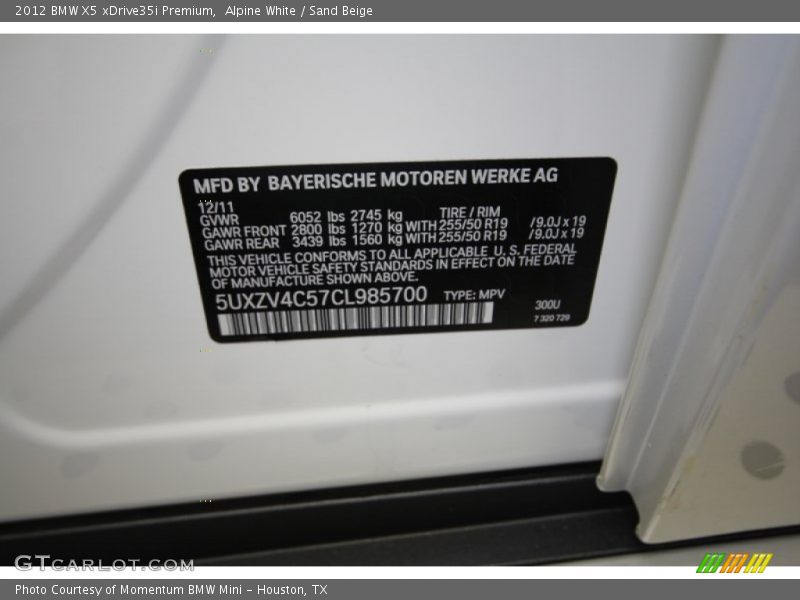 2012 BMW X5 xDrive35i Premium,  Alpine White / Sand Beige
MFD BY BAYERISCHE MOTOREN WERKE AG
12/11
GVWR 6052 lbs 2745 kg TIRE / RIM
GAWR FRONT 2800 lbs 1270 kg WITH 255/50 R19 /9.0J x 19
GAWR REAR 3439 lbs 1560 kg WITH 255/50 R19 /9.0J x 19
THIS VEHICLE CONFORMS TO ALL APPLICABLE U.S. FEDERAL
MOTOR VEHICLE SAFETY STANDARDS IN EFFECT ON THE DATE
OF MANUFACTURE SHOWN ABOVE.
5UXZV4C57CL985700 TYPE: MPV
300U
7 320 729
GTCARLOT.COM
Photo Courtesy of Momentum BMW Mini - Houston, TX